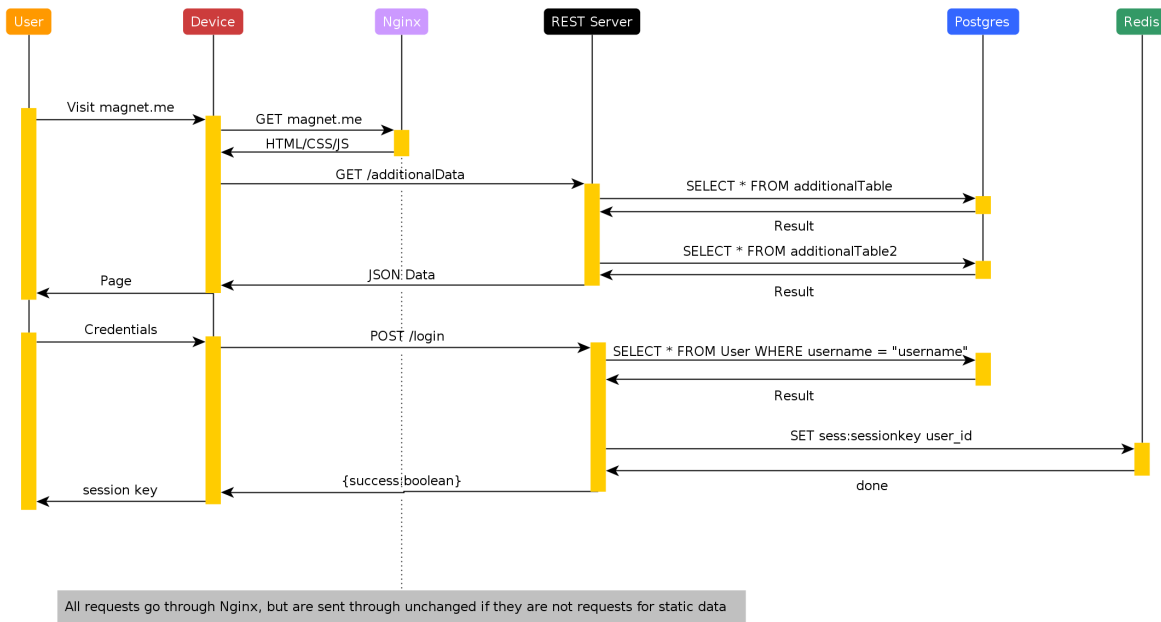 User
Device
Nginx
REST Server
Postgres
Redis
Visit magnet.me
GET magnet.me
HTML/CSS/JS
GET /additionalData
SELECT * FROM additionalTable
Result
SELECT * FROM additionalTable2
JSON Data
Page
Result
Credentials
POST /login
SELECT * FROM User WHERE username = "username"
Result
SET sess:sessionkey user_id
{success:boolean}
done
session key
All requests go through Nginx, but are sent through unchanged if they are not requests for static data